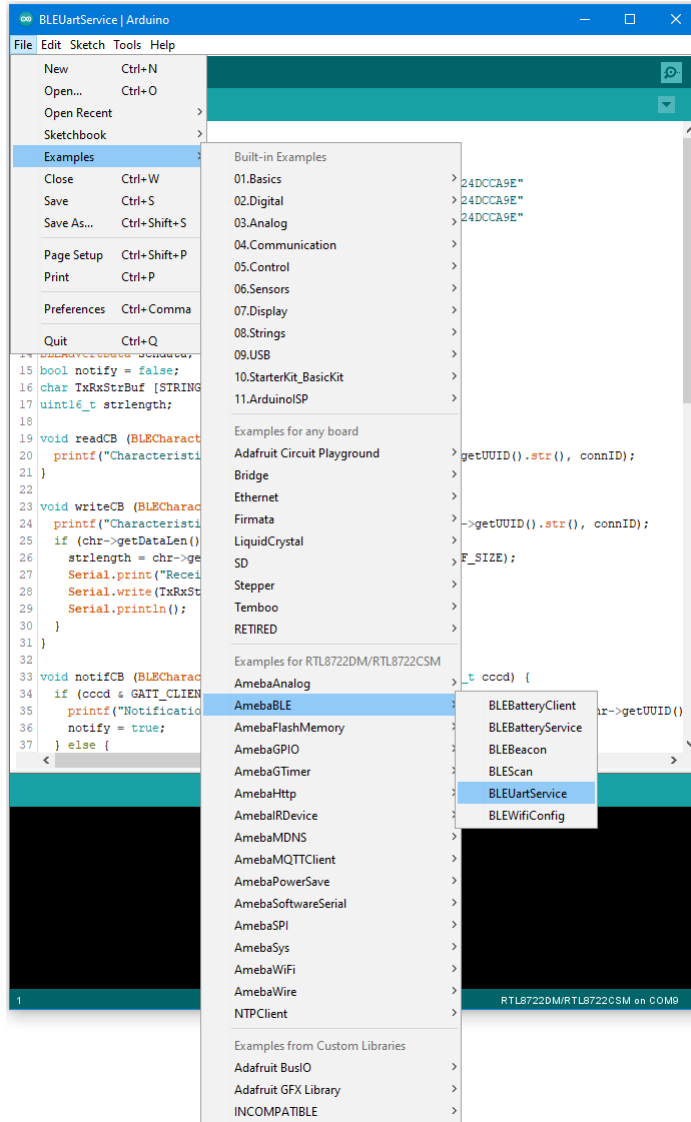 BLEUartService | Arduino
File Edit Sketch Tools Help
New Ctrl+N
Open... Ctrl+O
Open Recent
Sketchbook
Examples
Close Ctrl+W
Save Ctrl+S
Save As... Ctrl+Shift+S
Page Setup Ctrl+Shift+P
Print Ctrl+P
Preferences Ctrl+Comma
Quit Ctrl+Q
Built-in Examples
01.Basics
02.Digital
03.Analog
04.Communication
05.Control
06.Sensors
07.Display
08.Strings
09.USB
10.StarterKit_BasicKit
11.ArduinoISP
Examples for any board
Adafruit Circuit Playground
Bridge
Ethernet
Firmata
LiquidCrystal
SD
Stepper
Temboo
RETIRED
Examples for RTL8722DM/RTL8722CSM
AmebaAnalog
AmebaBLE
AmebaFlashMemory
AmebaGPIO
AmebaGTimer
AmebaHttp
AmebaIRDevice
AmebaMDNS
AmebaMQTTClient
AmebaPowerSave
AmebaSoftwareSerial
AmebaSPI
AmebaSys
AmebaWiFi
AmebaWire
NTPClient
Examples from Custom Libraries
Adafruit BusIO
Adafruit GFX Library
INCOMPATIBLE
BLEBatteryClient
BLEBatteryService
BLEBeacon
BLEScan
BLEUartService
BLEWifiConfig
24DCCA9E"
24DCCA9E"
24DCCA9E"
15 bool notify = false;
16 char TxRxStrBuf [STRING
17 uint16_t strlength;
18
19 void readCB (BLECharact
20 printf("Characteristi getUUID().str(), connID);
21 }
22
23 void writeCB (BLECharac
24 printf("Characteristi ->getUUID().str(), connID);
25 if (chr->getDataLen()
26 strlength = chr->ge F_SIZE);
27 Serial.print("Recei
28 Serial.write(TxRxSt
29 Serial.println();
30 }
31 }
32
33 void notifCB (BLECharac _t cccd) {
34 if (cccd & GATT_CLIEN
35 printf("Notificatio hr->getUUID()
36 notify = true;
37 } else {
1 RTL8722DM/RTL8722CSM on COM9